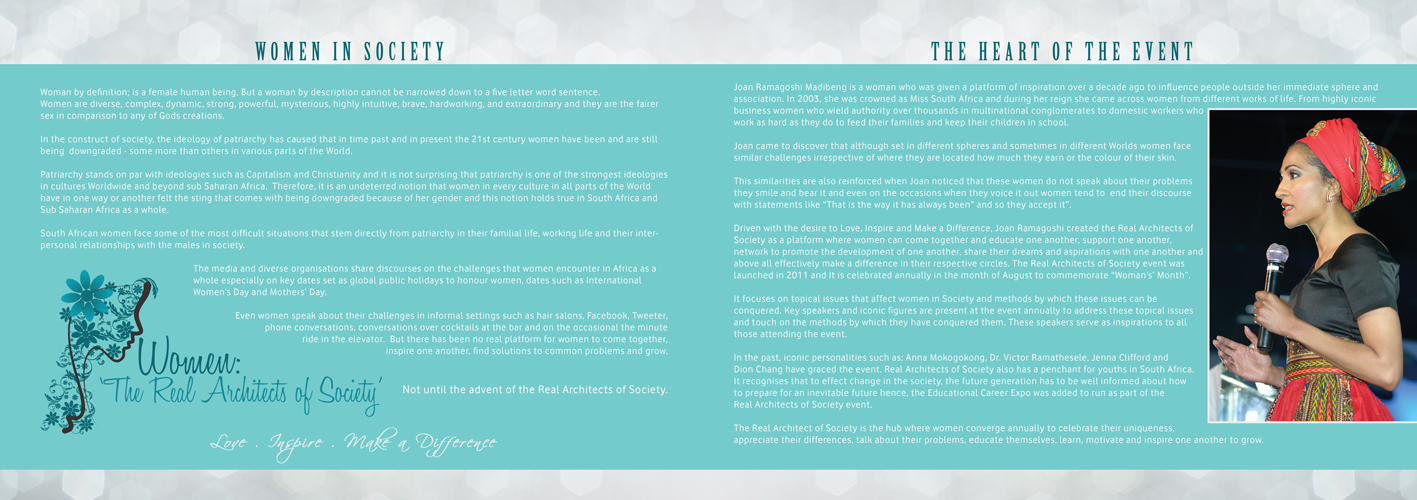 WOMEN IN SOCIETY
Woman by definition; is a female human being. But a woman by description cannot be narrowed down to a five letter word sentence.
Women are diverse, complex, dynamic, strong, powerful, mysterious, highly intuitive, brave, hardworking, and extraordinary and they are the fairer
sex in comparison to any of Gods creations.
In the construct of society, the ideology of patriarchy has caused that in time past and in present the 21st century women have been and are still
being downgraded - some more than others in various parts of the World.
Patriarchy stands on par with ideologies such as Capitalism and Christianity and it is not surprising that patriarchy is one of the strongest ideologies
in cultures Worldwide and beyond sub Saharan Africa. Therefore, it is an undeterred notion that women in every culture in all parts of the World
have in one way or another felt the sting that comes with being downgraded because of her gender and this notion holds true in South Africa and
Sub Saharan Africa as a whole.
South African women face some of the most difficult situations that stem directly from patriarchy in their familial life, working life and their inter-
personal relationships with the males in society.
The media and diverse organisations share discourses on the challenges that women encounter in Africa as a
whole especially on key dates set as global public holidays to honour women, dates such as International
Women's Day and Mothers' Day.
Even women speak about their challenges in informal settings such as hair salons, Facebook, Tweeter,
phone conversations, conversations over cocktails at the bar and on the occasional the minute
ride in the elevator. But there has been no real platform for women to come together,
inspire one another, find solutions to common problems and grow.
Women:
'The Real Architects of Society'
Not until the advent of the Real Architects of Society.
Love . Inspire . Make a Difference
THE HEART OF THE EVENT
Joan Ramagoshi Madibeng is a woman who was given a platform of inspiration over a decade ago to influence people outside her immediate sphere and
association. In 2003, she was crowned as Miss South Africa and during her reign she came across women from different works of life. From highly iconic
business women who wield authority over thousands in multinational conglomerates to domestic workers who
work as hard as they do to feed their families and keep their children in school.
Joan came to discover that although set in different spheres and sometimes in different Worlds women face
similar challenges irrespective of where they are located how much they earn or the colour of their skin.
This similarities are also reinforced when Joan noticed that these women do not speak about their problems
they smile and bear it and even on the occasions when they voice it out women tend to end their discourse
with statements like "That is the way it has always been" and so they accept it".
Driven with the desire to Love, Inspire and Make a Difference, Joan Ramagoshi created the Real Architects of
Society as a platform where women can come together and educate one another, support one another,
network to promote the development of one another, share their dreams and aspirations with one another and
above all effectively make a difference in their respective circles. The Real Architects of Society event was
launched in 2011 and It is celebrated annually in the month of August to commemorate "Woman's' Month".
It focuses on topical issues that affect women in Society and methods by which these issues can be
conquered. Key speakers and iconic figures are present at the event annually to address these topical issues
and touch on the methods by which they have conquered them. These speakers serve as inspirations to all
those attending the event.
In the past, iconic personalities such as: Anna Mokogokong, Dr. Victor Ramathesele, Jenna Clifford and
Dion Chang have graced the event. Real Architects of Society also has a penchant for youths in South Africa.
It recognises that to effect change in the society, the future generation has to be well informed about how
to prepare for an inevitable future hence, the Educational Career Expo was added to run as part of the
Real Architects of Society event.
The Real Architect of Society is the hub where women converge annually to celebrate their uniqueness,
appreciate their differences, talk about their problems, educate themselves, learn, motivate and inspire one another to grow.